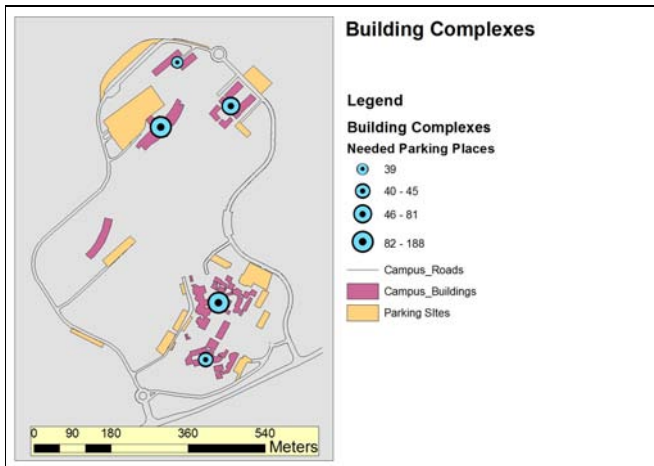 Building Complexes
Legend
Building Complexes
Needed Parking Places
39
40 - 45
46 - 81
82 - 188
Campus_Roads
Campus_Buildings
Parking SItes
0 90 180 360 540
Meters